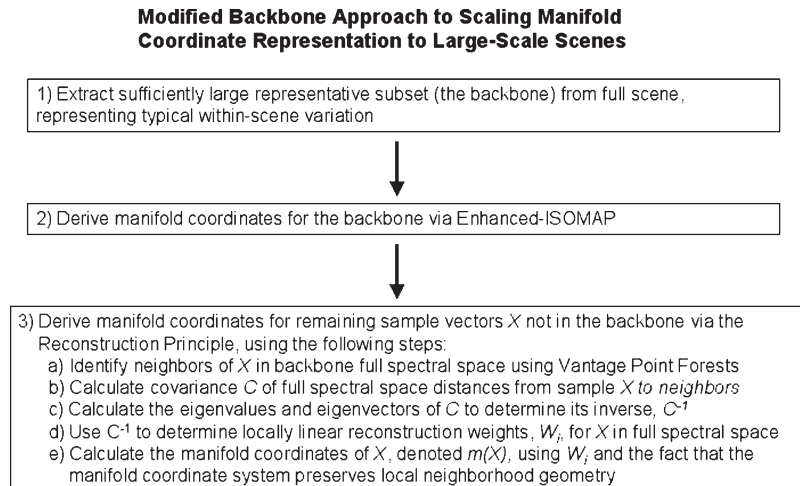 Modified Backbone Approach to Scaling Manifold
Coordinate Representation to Large-Scale Scenes
1) Extract sufficiently large representative subset (the backbone) from full scene,
representing typical within-scene variation
2) Derive manifold coordinates for the backbone via Enhanced-ISOMAP
3) Derive manifold coordinates for remaining sample vectors X not in the backbone via the
Reconstruction Principle, using the following steps:
a) Identify neighbors of X in backbone full spectral space using Vantage Point Forests
b) Calculate covariance C of full spectral space distances from sample X to neighbors
c) Calculate the eigenvalues and eigenvectors of C to determine its inverse, C⁻¹
d) Use C⁻¹ to determine locally linear reconstruction weights, Wⱼ, for X in full spectral space
e) Calculate the manifold coordinates of X, denoted m(X), using Wⱼ and the fact that the
manifold coordinate system preserves local neighborhood geometry